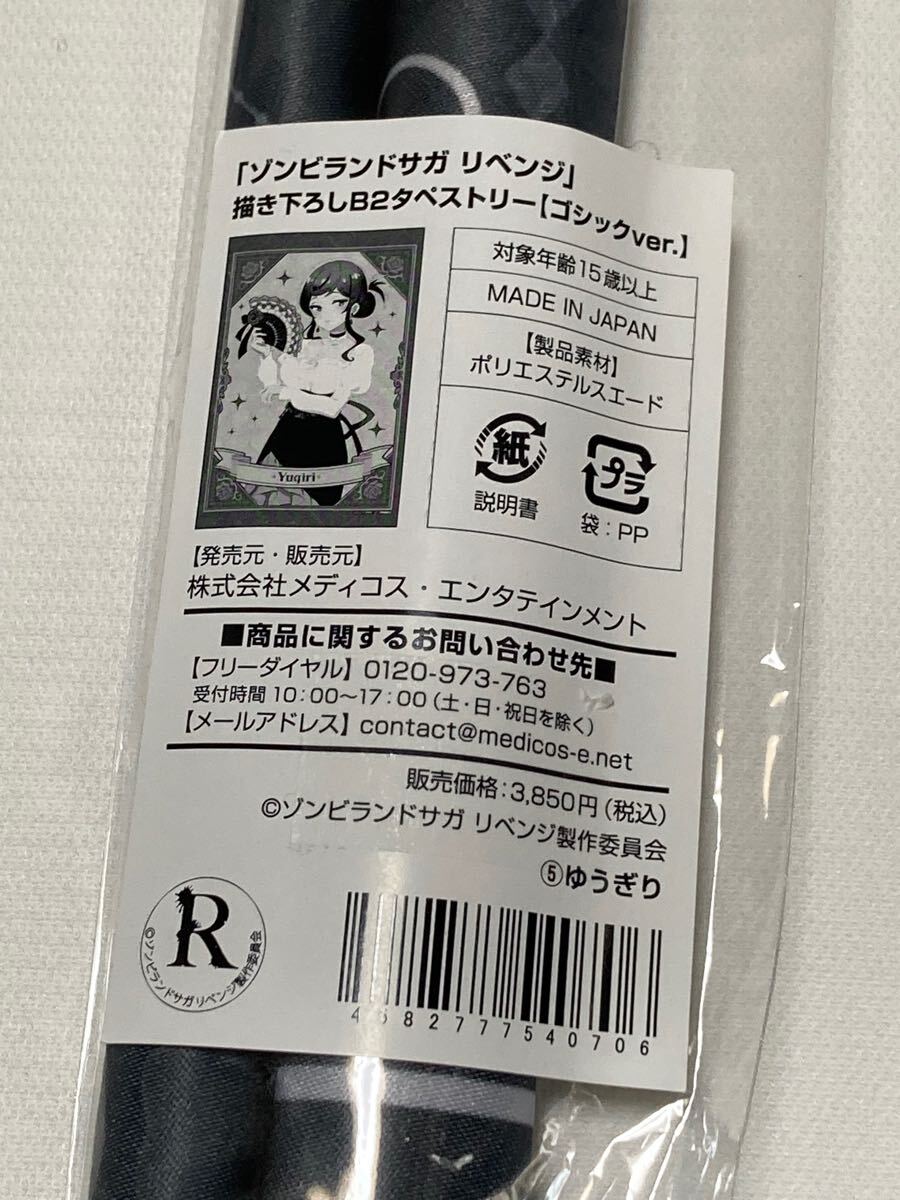 「ゾンビランドサガ リベンジ」
描き下ろしB2タペストリー【ゴシックver.】
対象年齢15歳以上
MADE IN JAPAN
【製品素材】
ポリエステルスエード
紙
説明書
プラ
袋：PP
Yugiri
【発売元・販売元】
株式会社メディコス・エンタテインメント
■商品に関するお問い合わせ先■
【フリーダイヤル】0120-973-763
受付時間 10：00～17：00（土・日・祝日を除く）
【メールアドレス】contact@medicos-e.net
販売価格：3,850円（税込）
©ゾンビランドサガ リベンジ製作委員会
⑤ゆうぎり
R
©ゾンビランドサガ リベンジ製作委員会
4582777540706